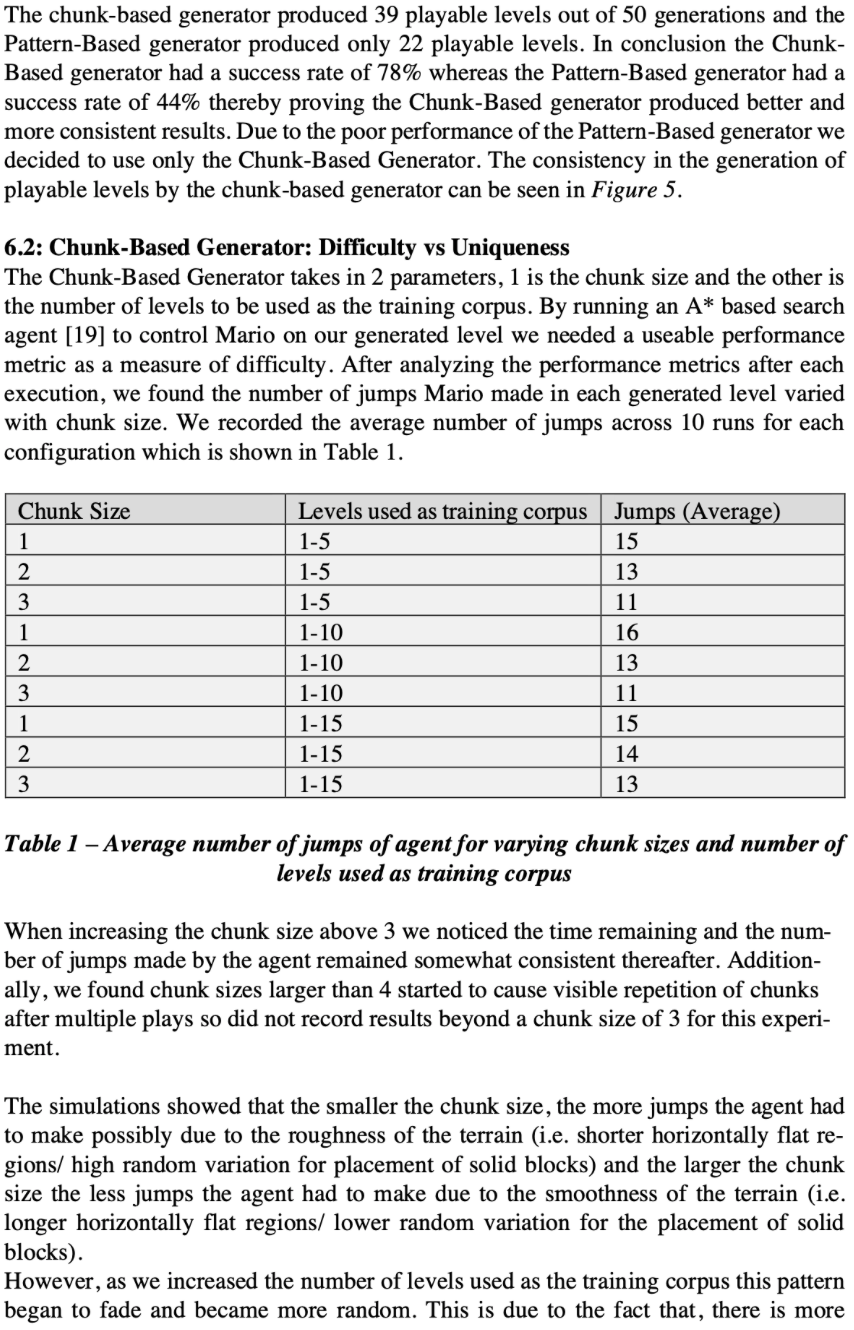 The chunk-based generator produced 39 playable levels out of 50 generations and the
Pattern-Based generator produced only 22 playable levels. In conclusion the Chunk-
Based generator had a success rate of 78% whereas the Pattern-Based generator had a
success rate of 44% thereby proving the Chunk-Based generator produced better and
more consistent results. Due to the poor performance of the Pattern-Based generator we
decided to use only the Chunk-Based Generator. The consistency in the generation of
playable levels by the chunk-based generator can be seen in Figure 5.
6.2: Chunk-Based Generator: Difficulty vs Uniqueness
The Chunk-Based Generator takes in 2 parameters, 1 is the chunk size and the other is
the number of levels to be used as the training corpus. By running an A* based search
agent [19] to control Mario on our generated level we needed a useable performance
metric as a measure of difficulty. After analyzing the performance metrics after each
execution, we found the number of jumps Mario made in each generated level varied
with chunk size. We recorded the average number of jumps across 10 runs for each
configuration which is shown in Table 1.
Chunk Size Levels used as training corpus Jumps (Average)
1 1-5 15
2 1-5 13
3 1-5 11
1 1-10 16
2 1-10 13
3 1-10 11
1 1-15 15
2 1-15 14
3 1-15 13
Table 1 – Average number of jumps of agent for varying chunk sizes and number of
levels used as training corpus
When increasing the chunk size above 3 we noticed the time remaining and the num-
ber of jumps made by the agent remained somewhat consistent thereafter. Addition-
ally, we found chunk sizes larger than 4 started to cause visible repetition of chunks
after multiple plays so did not record results beyond a chunk size of 3 for this experi-
ment.
The simulations showed that the smaller the chunk size, the more jumps the agent had
to make possibly due to the roughness of the terrain (i.e. shorter horizontally flat re-
gions/ high random variation for placement of solid blocks) and the larger the chunk
size the less jumps the agent had to make due to the smoothness of the terrain (i.e.
longer horizontally flat regions/ lower random variation for the placement of solid
blocks).
However, as we increased the number of levels used as the training corpus this pattern
began to fade and became more random. This is due to the fact that, there is more